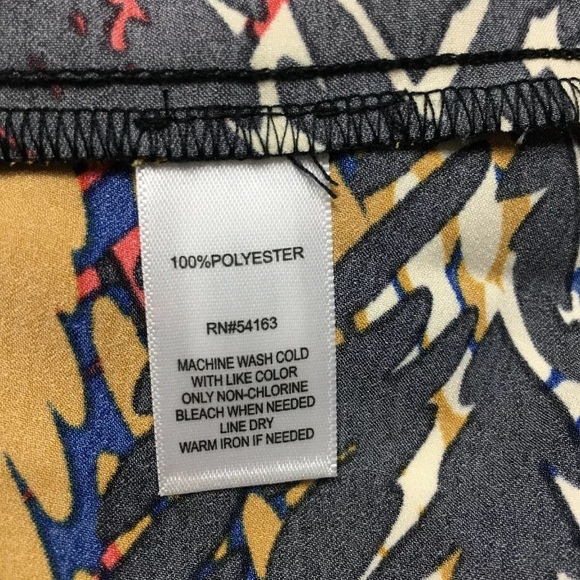 100%POLYESTER
RN#54163
MACHINE WASH COLD
WITH LIKE COLOR
ONLY NON-CHLORINE
BLEACH WHEN NEEDED
LINE DRY
WARM IRON IF NEEDED